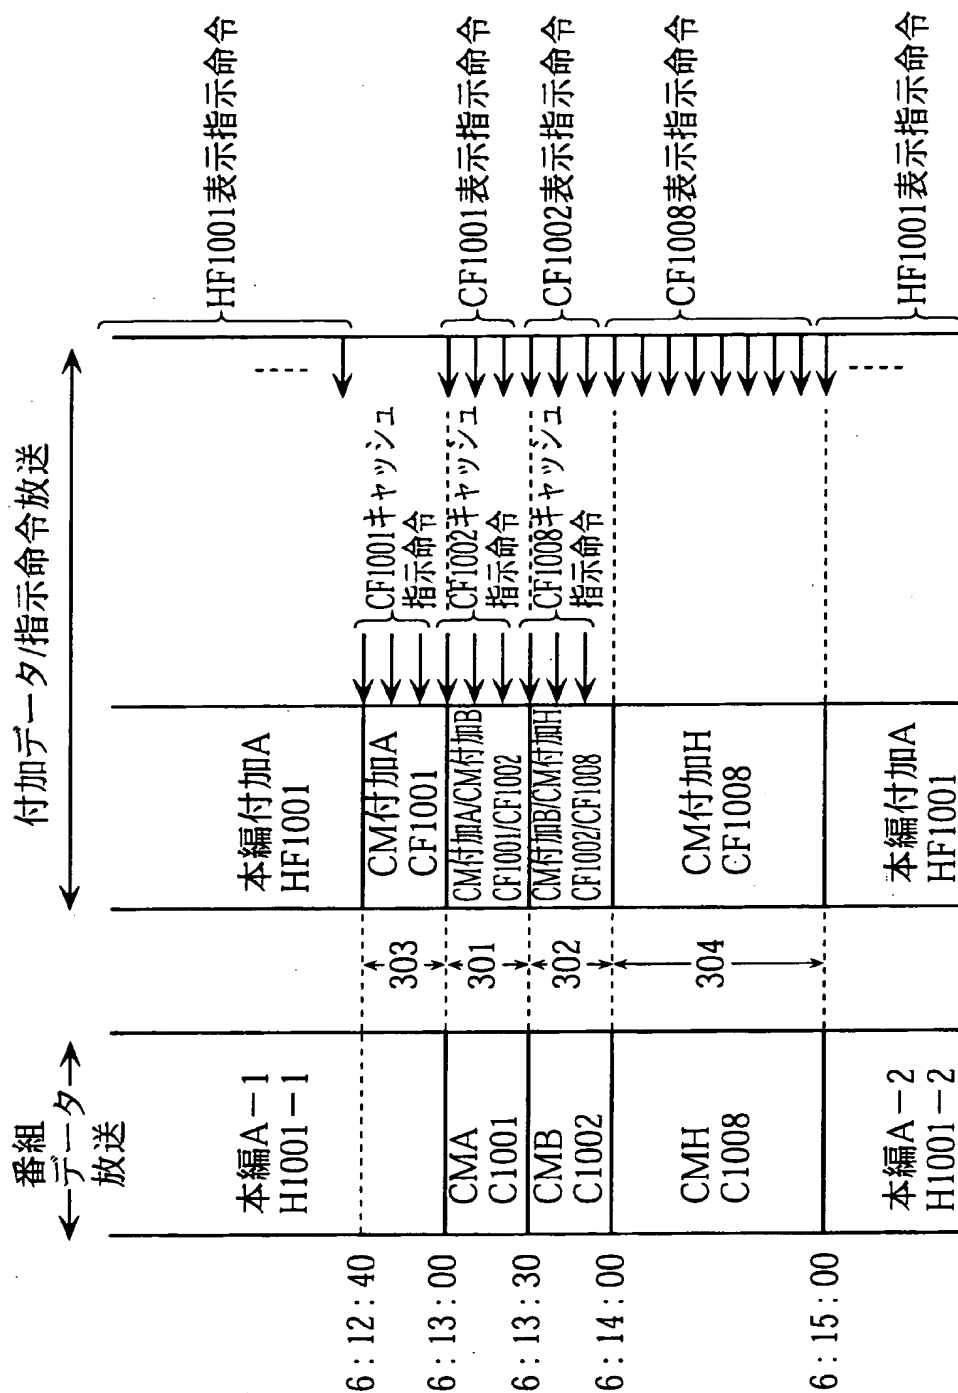 番組
データ
放送
付加データ/指示命令放送
6:12:40
6:13:00
6:13:30
6:14:00
6:15:00
本編A－1
H1001－1
CMA
C1001
CMB
C1002
CMH
C1008
本編A－2
H1001－2
303
301
302
304
本編付加A
HF1001
CM付加A
CF1001
CM付加A/CM付加B
CF1001/CF1002
CM付加B/CM付加H
CF1002/CF1008
CM付加H
CF1008
本編付加A
HF1001
CF1001キャッシュ
指示命令
CF1002キャッシュ
指示命令
CF1008キャッシュ
指示命令
HF1001表示指示命令
CF1001表示指示命令
CF1002表示指示命令
CF1008表示指示命令
HF1001表示指示命令